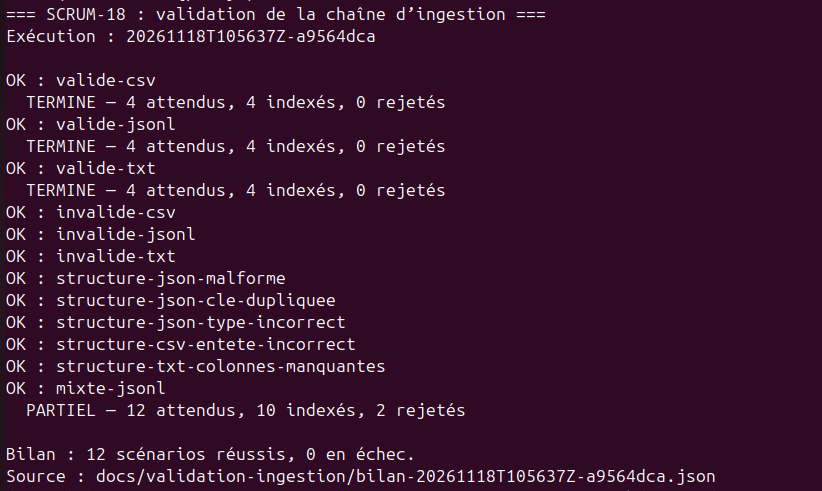 === SCRUM-18 : validation de la chaîne d’ingestion ===
Exécution : 20261118T105637Z-a9564dca
OK : valide-csv
TERMINE — 4 attendus, 4 indexés, 0 rejetés
OK : valide-jsonl
TERMINE — 4 attendus, 4 indexés, 0 rejetés
OK : valide-txt
TERMINE — 4 attendus, 4 indexés, 0 rejetés
OK : invalide-csv
OK : invalide-jsonl
OK : invalide-txt
OK : structure-json-malforme
OK : structure-json-cle-dupliquee
OK : structure-json-type-incorrect
OK : structure-csv-entete-incorrect
OK : structure-txt-colonnes-manquantes
OK : mixte-jsonl
PARTIEL — 12 attendus, 10 indexés, 2 rejetés
Bilan : 12 scénarios réussis, 0 en échec.
Source : docs/validation-ingestion/bilan-20261118T105637Z-a9564dca.json